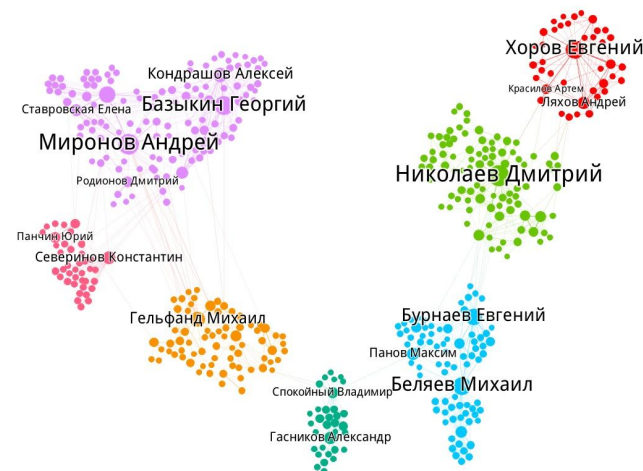 Хоров Евгений
Кондрашов Алексей
Красилов Артем
Ляхов Андрей
Ставровская Елена
Базыкин Георгий
Миронов Андрей
Николаев Дмитрий
Родионов Дмитрий
Панчин Юрий
Северинов Константин
Гельфанд Михаил
Бурнаев Евгений
Панов Максим
Спокойный Владимир
Беляев Михаил
Гасников Александр